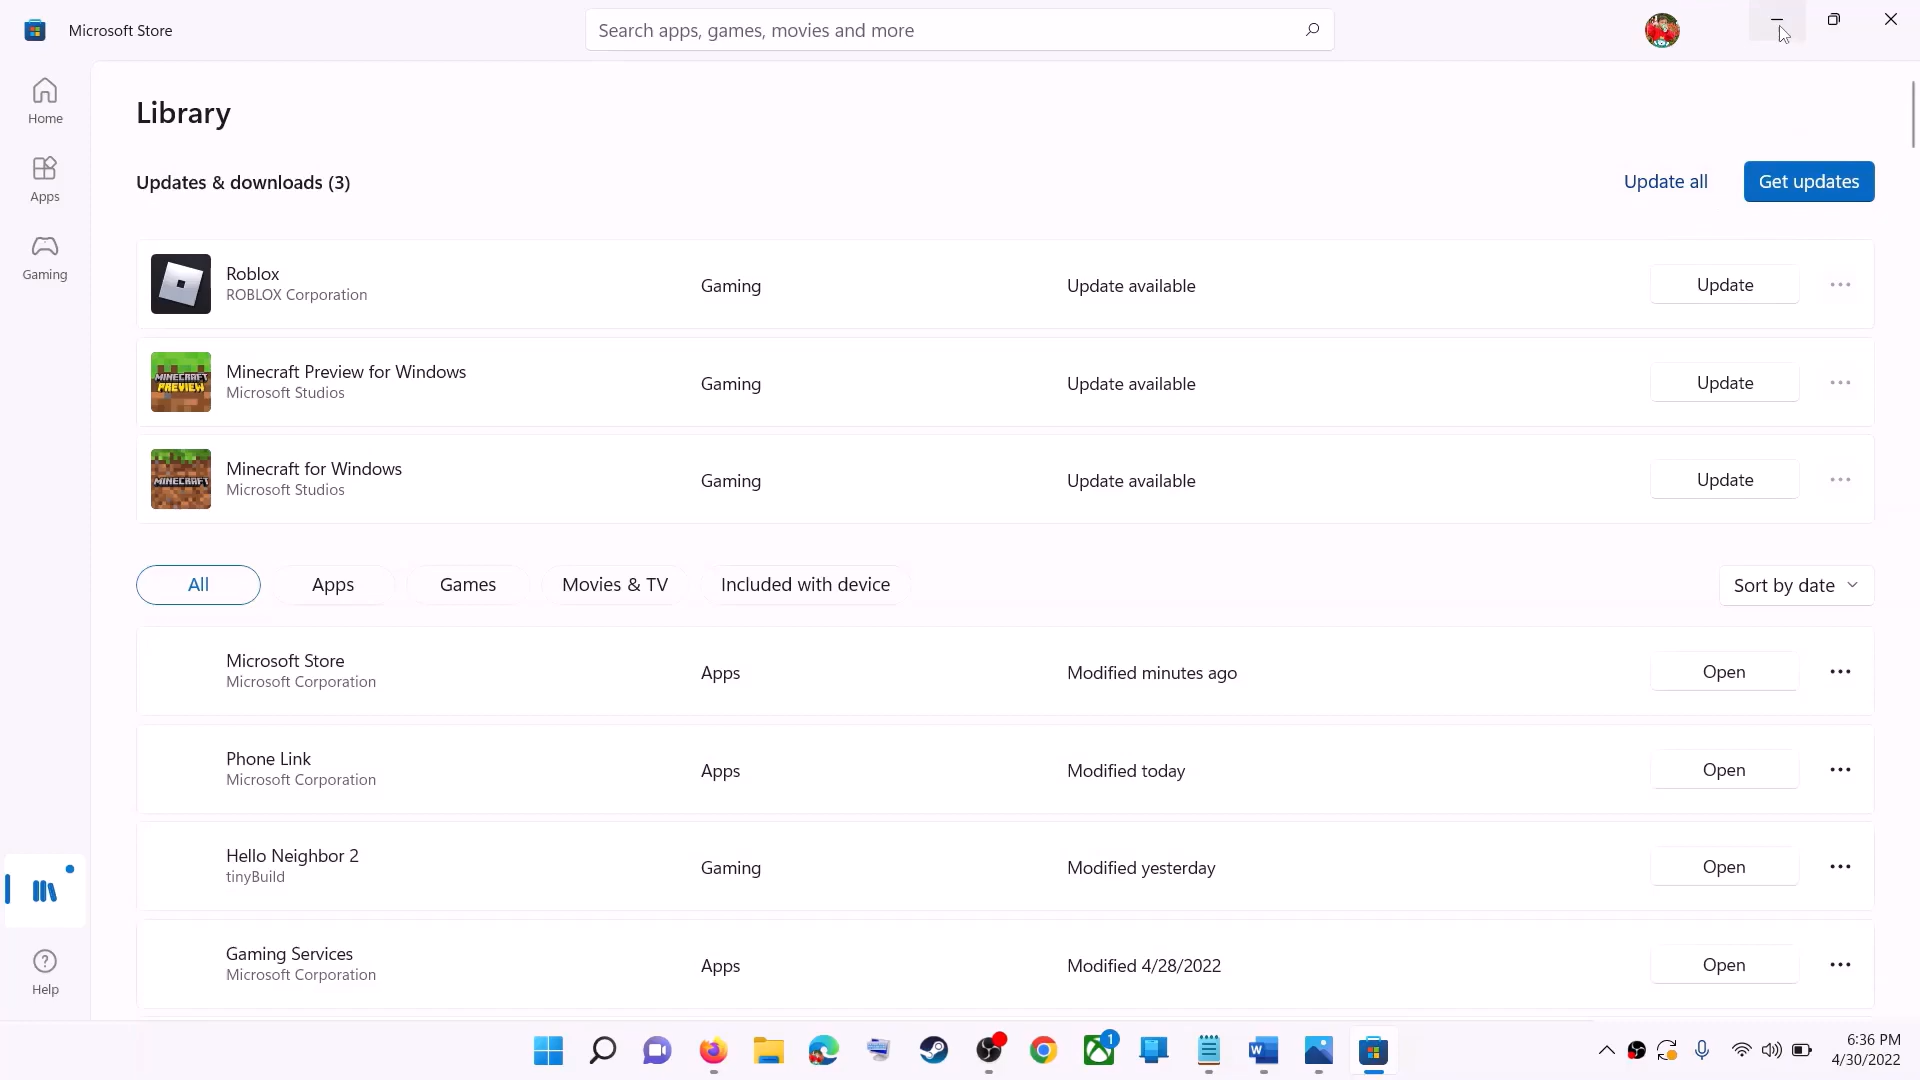 Microsoft Store
Search apps, games, movies and more
Home
Apps
Gaming
Library
Updates & downloads (3)
Update all
Get updates
Roblox
ROBLOX Corporation
Gaming
Update available
Update
MINECRAFT
PREVIEW
Minecraft Preview for Windows
Microsoft Studios
Gaming
Update available
Update
MINECRAFT
Minecraft for Windows
Microsoft Studios
Gaming
Update available
Update
All
Apps
Games
Movies & TV
Included with device
Sort by date
Microsoft Store
Microsoft Corporation
Apps
Modified minutes ago
Open
Phone Link
Microsoft Corporation
Apps
Modified today
Open
Hello Neighbor 2
tinyBuild
Gaming
Modified yesterday
Open
Gaming Services
Microsoft Corporation
Apps
Modified 4/28/2022
Open
Help
1
W
6:36 PM
4/30/2022